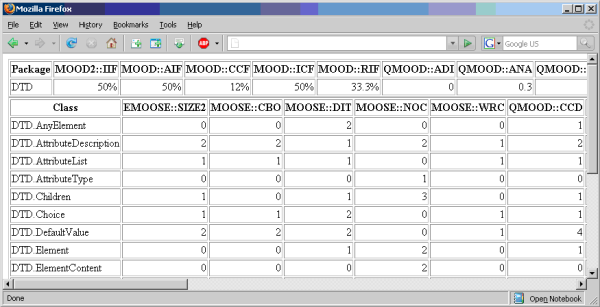 Mozilla Firefox
File Edit View History Bookmarks Tools Help
ABP G Google US
Package MOOD2::IIF MOOD::AIF MOOD::CCF MOOD::ICF MOOD::RIF QMOOD::ADI QMOOD::ANA QMOOD::
DTD 50% 50% 12% 50% 33.3% 0 0.3
Class EMOOSE::SIZE2 MOOSE::CBO MOOSE::DIT MOOSE::NOC MOOSE::WRC QMOOD::CCD
DTD.AnyElement 0 0 2 0 0 1
DTD.AttributeDescription 2 2 1 2 1 2
DTD.AttributeList 1 1 1 0 1 1
DTD.AttributeType 0 0 0 1 0 0
DTD.Children 1 0 1 3 0 1
DTD.Choice 1 1 2 0 1 1
DTD.DefaultValue 2 2 2 0 1 4
DTD.Element 0 0 1 2 0 1
DTD.ElementContent 0 0 0 2 0 0
Done Open Notebook